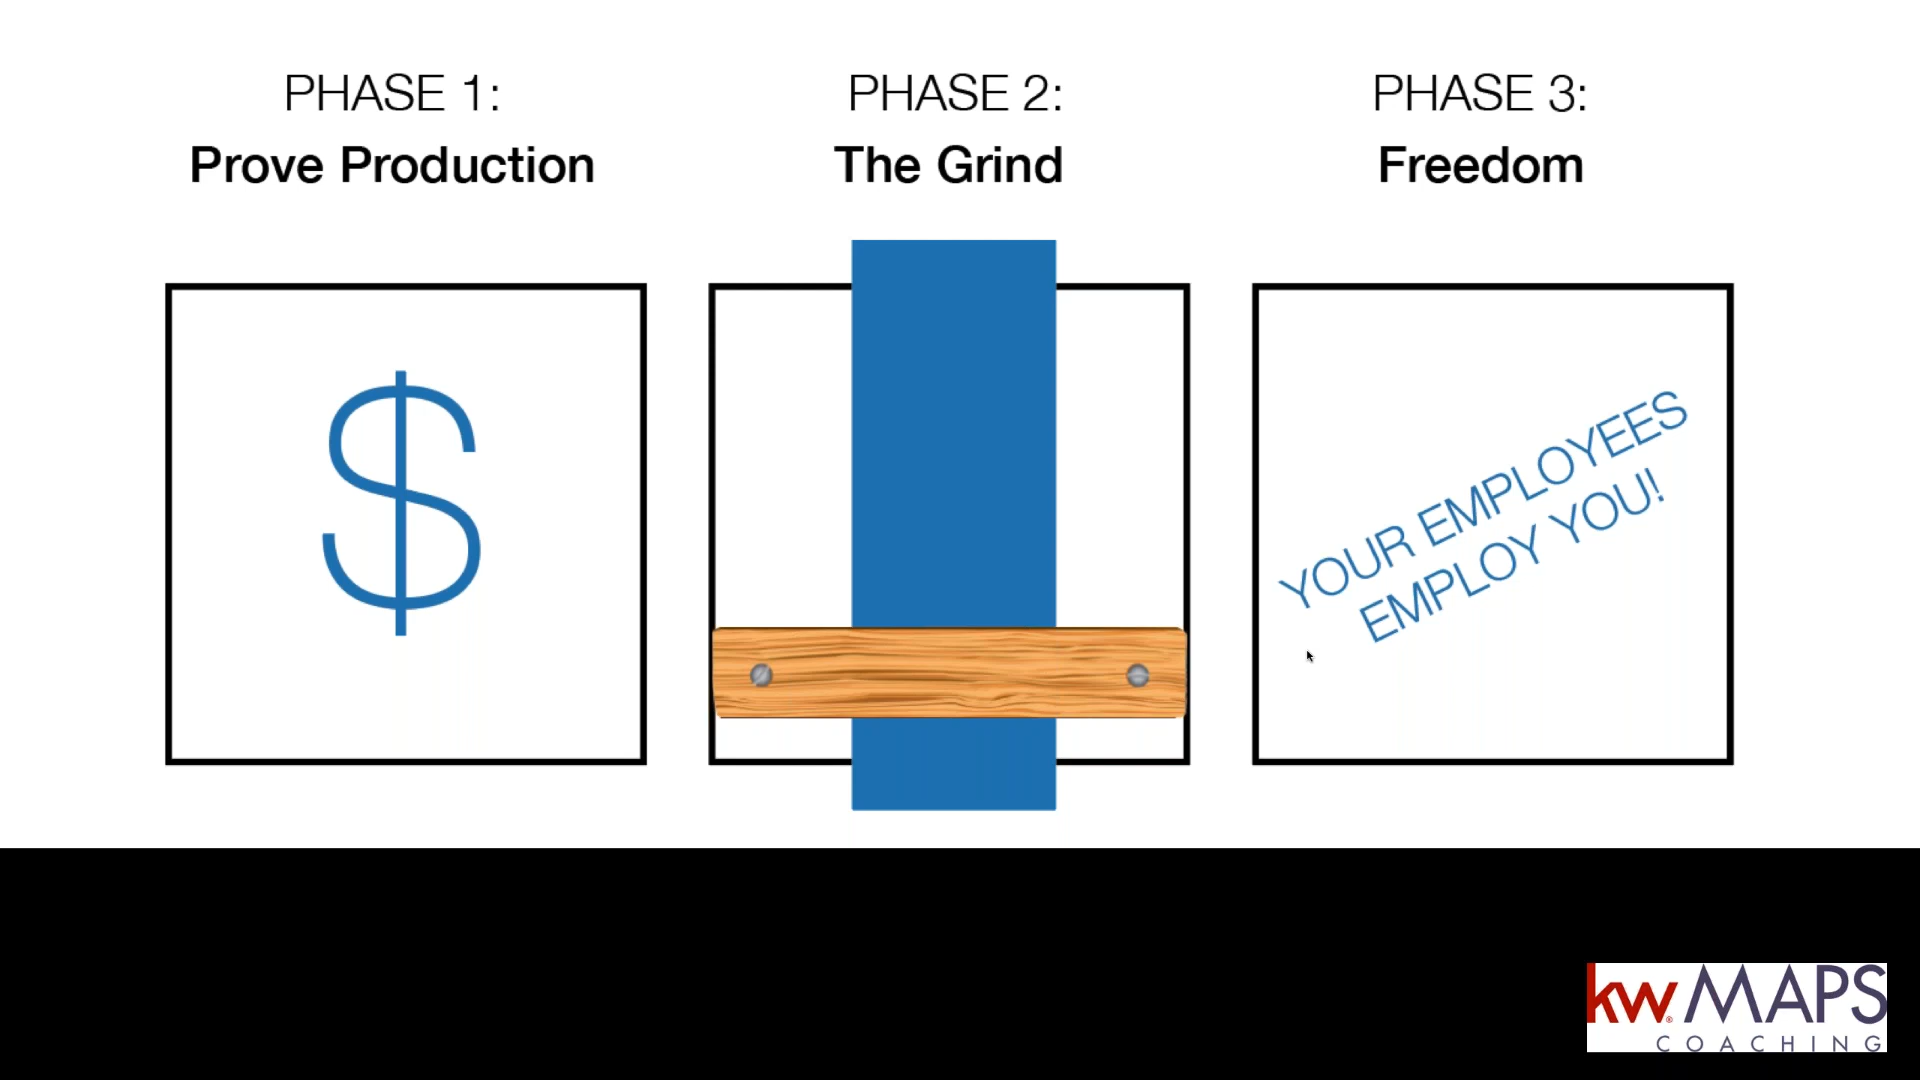 PHASE 1:
Prove Production
PHASE 2:
The Grind
PHASE 3:
Freedom
$
YOUR EMPLOYEES
EMPLOY YOU!
kw MAPS
COACHING